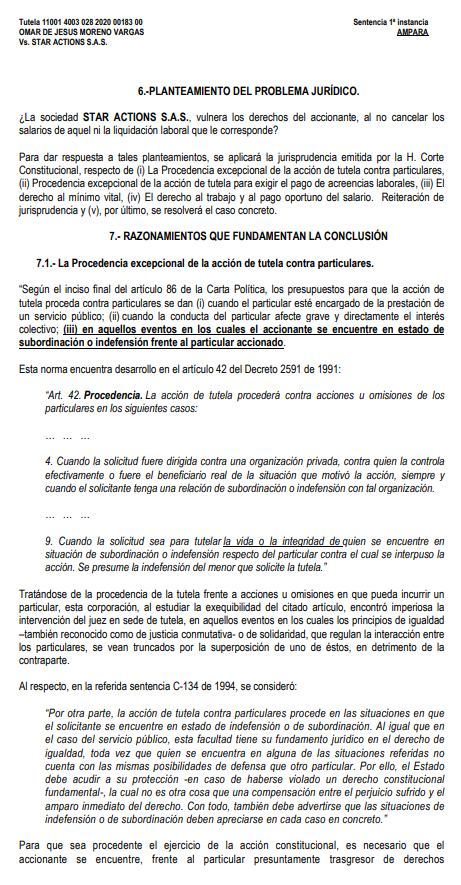 Tutela 11001 4003 028 2020 00183 00
OMAR DE JESUS MORENO VARGAS
Vs. STAR ACTIONS S.A.S.
Sentencia 1ª instancia
AMPARA
6.-PLANTEAMIENTO DEL PROBLEMA JURÍDICO.
¿La sociedad STAR ACTIONS S.A.S., vulnera los derechos del accionante, al no cancelar los
salarios de aquel ni la liquidación laboral que le corresponde?
Para dar respuesta a tales planteamientos, se aplicará la jurisprudencia emitida por la H. Corte
Constitucional, respecto de (i) La Procedencia excepcional de la acción de tutela contra particulares,
(ii) Procedencia excepcional de la acción de tutela para exigir el pago de acreencias laborales, (iii) El
derecho al mínimo vital, (iv) El derecho al trabajo y al pago oportuno del salario. Reiteración de
jurisprudencia y (v), por último, se resolverá el caso concreto.
7.- RAZONAMIENTOS QUE FUNDAMENTAN LA CONCLUSIÓN
7.1.- La Procedencia excepcional de la acción de tutela contra particulares.
“Según el inciso final del artículo 86 de la Carta Política, los presupuestos para que la acción de
tutela proceda contra particulares se dan (i) cuando el particular esté encargado de la prestación de
un servicio público; (ii) cuando la conducta del particular afecte grave y directamente el interés
colectivo; (iii) en aquellos eventos en los cuales el accionante se encuentre en estado de
subordinación o indefensión frente al particular accionado.
Esta norma encuentra desarrollo en el artículo 42 del Decreto 2591 de 1991:
“Art. 42. Procedencia. La acción de tutela procederá contra acciones u omisiones de los
particulares en los siguientes casos:
… … …
4. Cuando la solicitud fuere dirigida contra una organización privada, contra quien la controla
efectivamente o fuere el beneficiario real de la situación que motivó la acción, siempre y
cuando el solicitante tenga una relación de subordinación o indefensión con tal organización.
… … …
9. Cuando la solicitud sea para tutelar la vida o la integridad de quien se encuentre en
situación de subordinación o indefensión respecto del particular contra el cual se interpuso la
acción. Se presume la indefensión del menor que solicite la tutela.”
Tratándose de la procedencia de la tutela frente a acciones u omisiones en que pueda incurrir un
particular, esta corporación, al estudiar la exequibilidad del citado artículo, encontró imperiosa la
intervención del juez en sede de tutela, en aquellos eventos en los cuales los principios de igualdad
–también reconocido como de justicia conmutativa- o de solidaridad, que regulan la interacción entre
los particulares, se vean truncados por la superposición de uno de éstos, en detrimento de la
contraparte.
Al respecto, en la referida sentencia C-134 de 1994, se consideró:
“Por otra parte, la acción de tutela contra particulares procede en las situaciones en que
el solicitante se encuentre en estado de indefensión o de subordinación. Al igual que en
el caso del servicio público, esta facultad tiene su fundamento jurídico en el derecho de
igualdad, toda vez que quien se encuentra en alguna de las situaciones referidas no
cuenta con las mismas posibilidades de defensa que otro particular. Por ello, el Estado
debe acudir a su protección -en caso de haberse violado un derecho constitucional
fundamental-, la cual no es otra cosa que una compensación entre el perjuicio sufrido y el
amparo inmediato del derecho. Con todo, también debe advertirse que las situaciones de
indefensión o de subordinación deben apreciarse en cada caso en concreto.”
Para que sea procedente el ejercicio de la acción constitucional, es necesario que el
accionante se encuentre, frente al particular presuntamente trasgresor de derechos